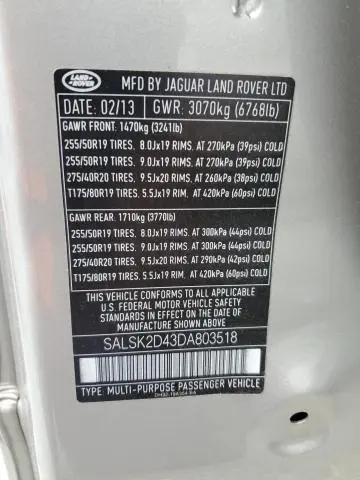 LAND ROVER
MFD BY JAGUAR LAND ROVER LTD
DATE: 02/13 GWR: 3070kg (6768lb)
GAWR FRONT: 1470kg (3241lb)
255/50R19 TIRES, 8.0Jx19 RIMS, AT 270kPa (39psi) COLD
255/50R19 TIRES, 9.0Jx19 RIMS, AT 270kPa (39psi) COLD
275/40R20 TIRES, 9.5Jx20 RIMS, AT 260kPa (38psi) COLD
T175/80R19 TIRES, 5.5Jx19 RIM, AT 420kPa (60psi) COLD
GAWR REAR: 1710kg (3770lb)
255/50R19 TIRES, 8.0Jx19 RIMS, AT 300kPa (44psi) COLD
255/50R19 TIRES, 9.0Jx19 RIMS, AT 300kPa (44psi) COLD
275/40R20 TIRES, 9.5Jx20 RIMS, AT 290kPa (42psi) COLD
T175/80R19 TIRES, 5.5Jx19 RIM, AT 420kPa (60psi) COLD
THIS VEHICLE CONFORMS TO ALL APPLICABLE
U.S. FEDERAL MOTOR VEHICLE SAFETY
STANDARDS IN EFFECT ON THE DATE OF
MANUFACTURE SHOWN ABOVE
SALSK2D43DA803518
TYPE: MULTI-PURPOSE PASSENGER VEHICLE